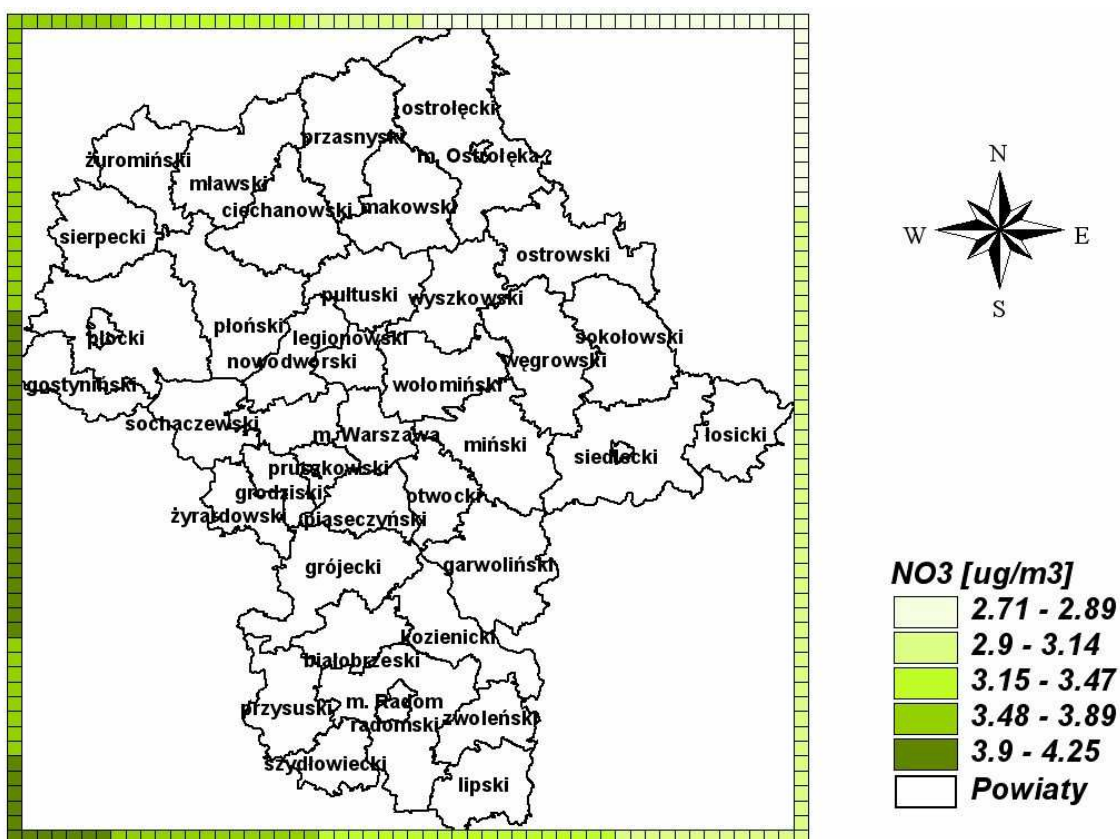 ostrołęcki
przasnyski
m. Ostrołęka
żuromiński
mławski
ciechanowski
makowski
sierpecki
ostrowski
pułtuski
wyszkowski
płoński
legionowski
sokołowski
płocki
nowodworski
węgrowski
gostyniński
wołomiński
sochaczewski
m. Warszawa
miński
łosicki
siedlecki
pruszkowski
grodziski
otwocki
żyrardowski
piaseczyński
grójecki
garwoliński
kozienicki
białobrzeski
m. Radom
przysuski
radomski
zwoleński
szydłowiecki
lipski
N
W
E
S
NO3 [ug/m3]
2.71 - 2.89
2.9 - 3.14
3.15 - 3.47
3.48 - 3.89
3.9 - 4.25
Powiaty